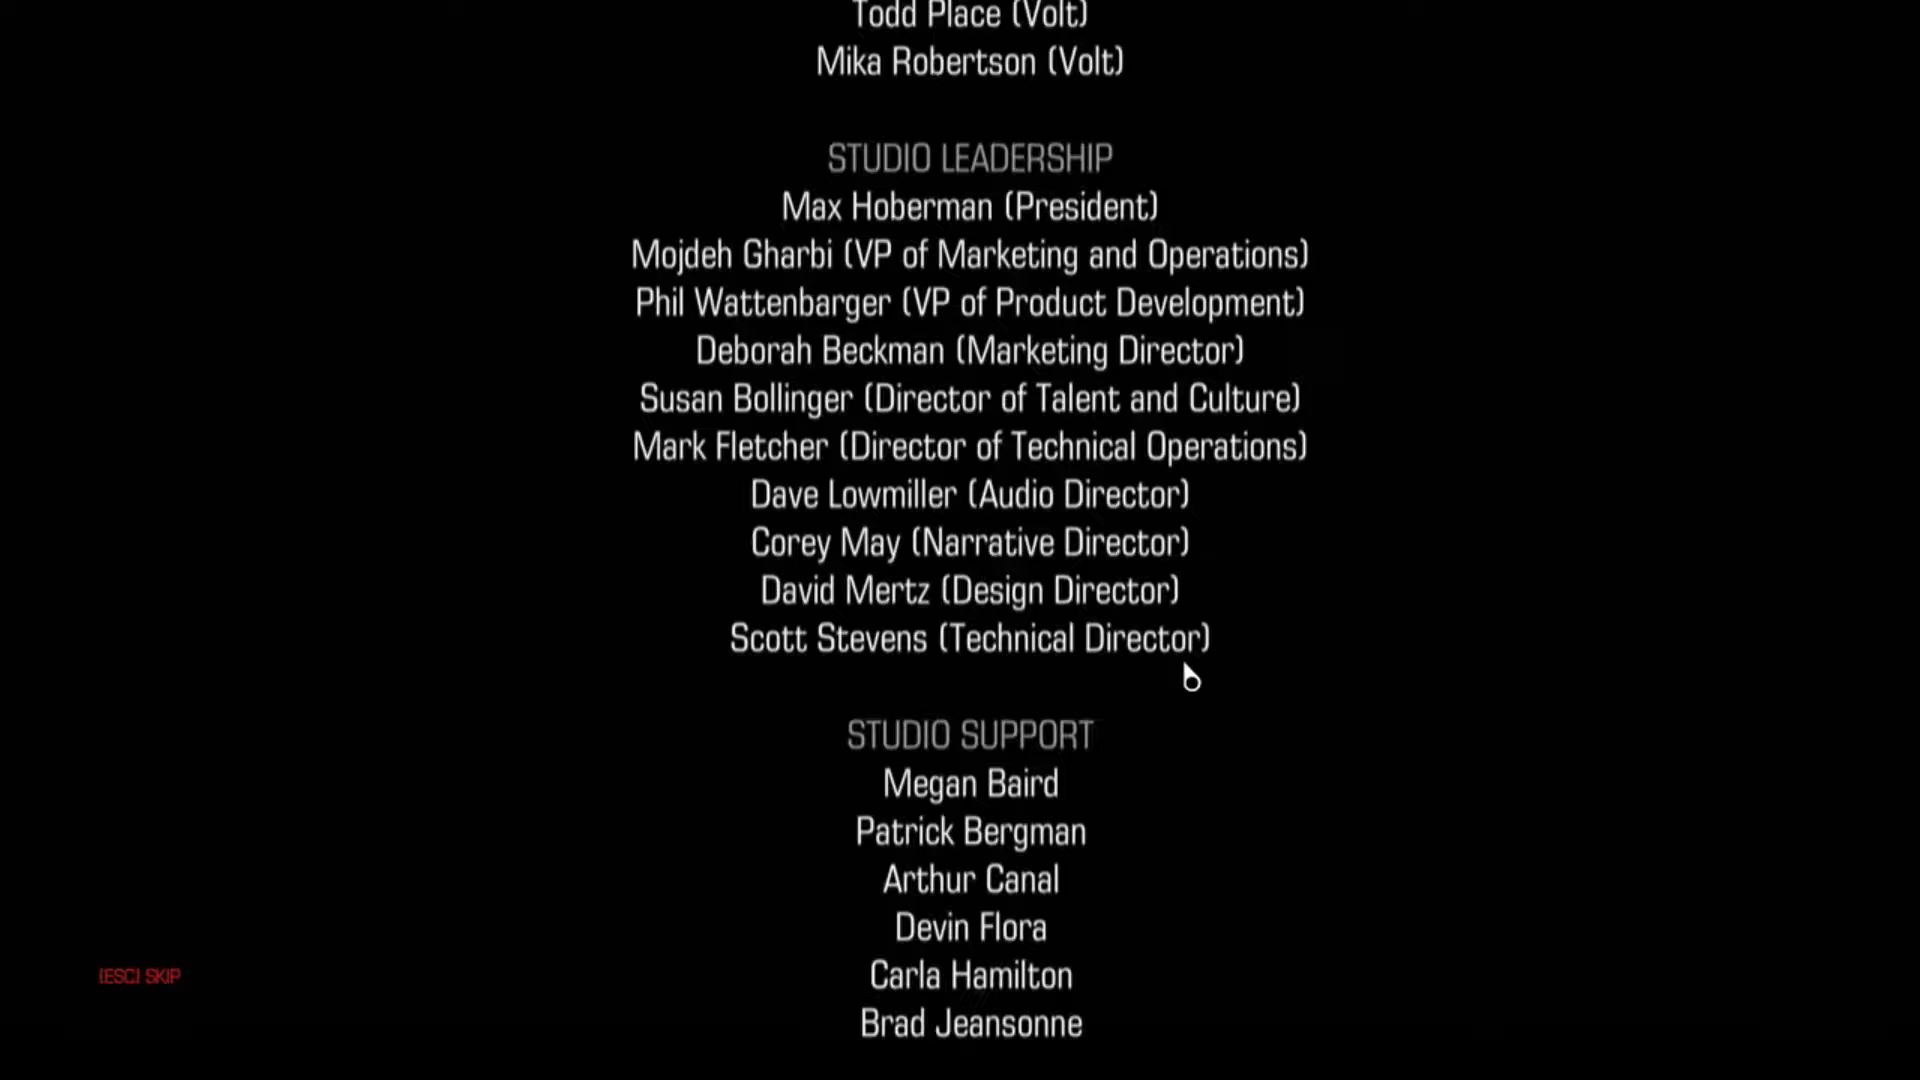 Todd Place (Volt)
Mika Robertson (Volt)
STUDIO LEADERSHIP
Max Hoberman (President)
Mojdeh Gharbi (VP of Marketing and Operations)
Phil Wattenbarger (VP of Product Development)
Deborah Beckman (Marketing Director)
Susan Bollinger (Director of Talent and Culture)
Mark Fletcher (Director of Technical Operations)
Dave Lowmiller (Audio Director)
Corey May (Narrative Director)
David Mertz (Design Director)
Scott Stevens (Technical Director)
STUDIO SUPPORT
Megan Baird
Patrick Bergman
Arthur Canal
Devin Flora
Carla Hamilton
[ESC] SKIP
Brad Jeansonne